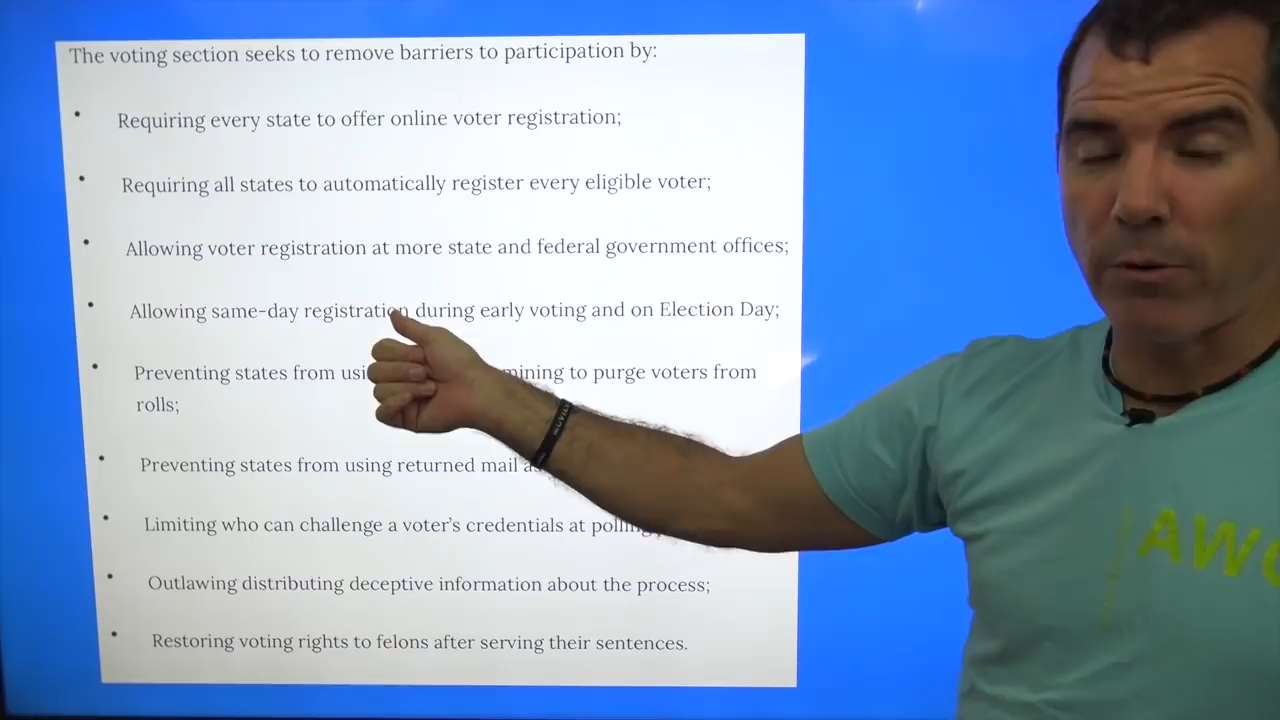 The voting section seeks to remove barriers to participation by:
• Requiring every state to offer online voter registration;
• Requiring all states to automatically register every eligible voter;
• Allowing voter registration at more state and federal government offices;
• Allowing same-day registration during early voting and on Election Day;
• Preventing states from to purge voters from
rolls;
• Preventing states from using returned mail
• Limiting who can challenge a voter's credentials at
• Outlawing distributing deceptive information about the process;
• Restoring voting rights to felons after serving their sentences.